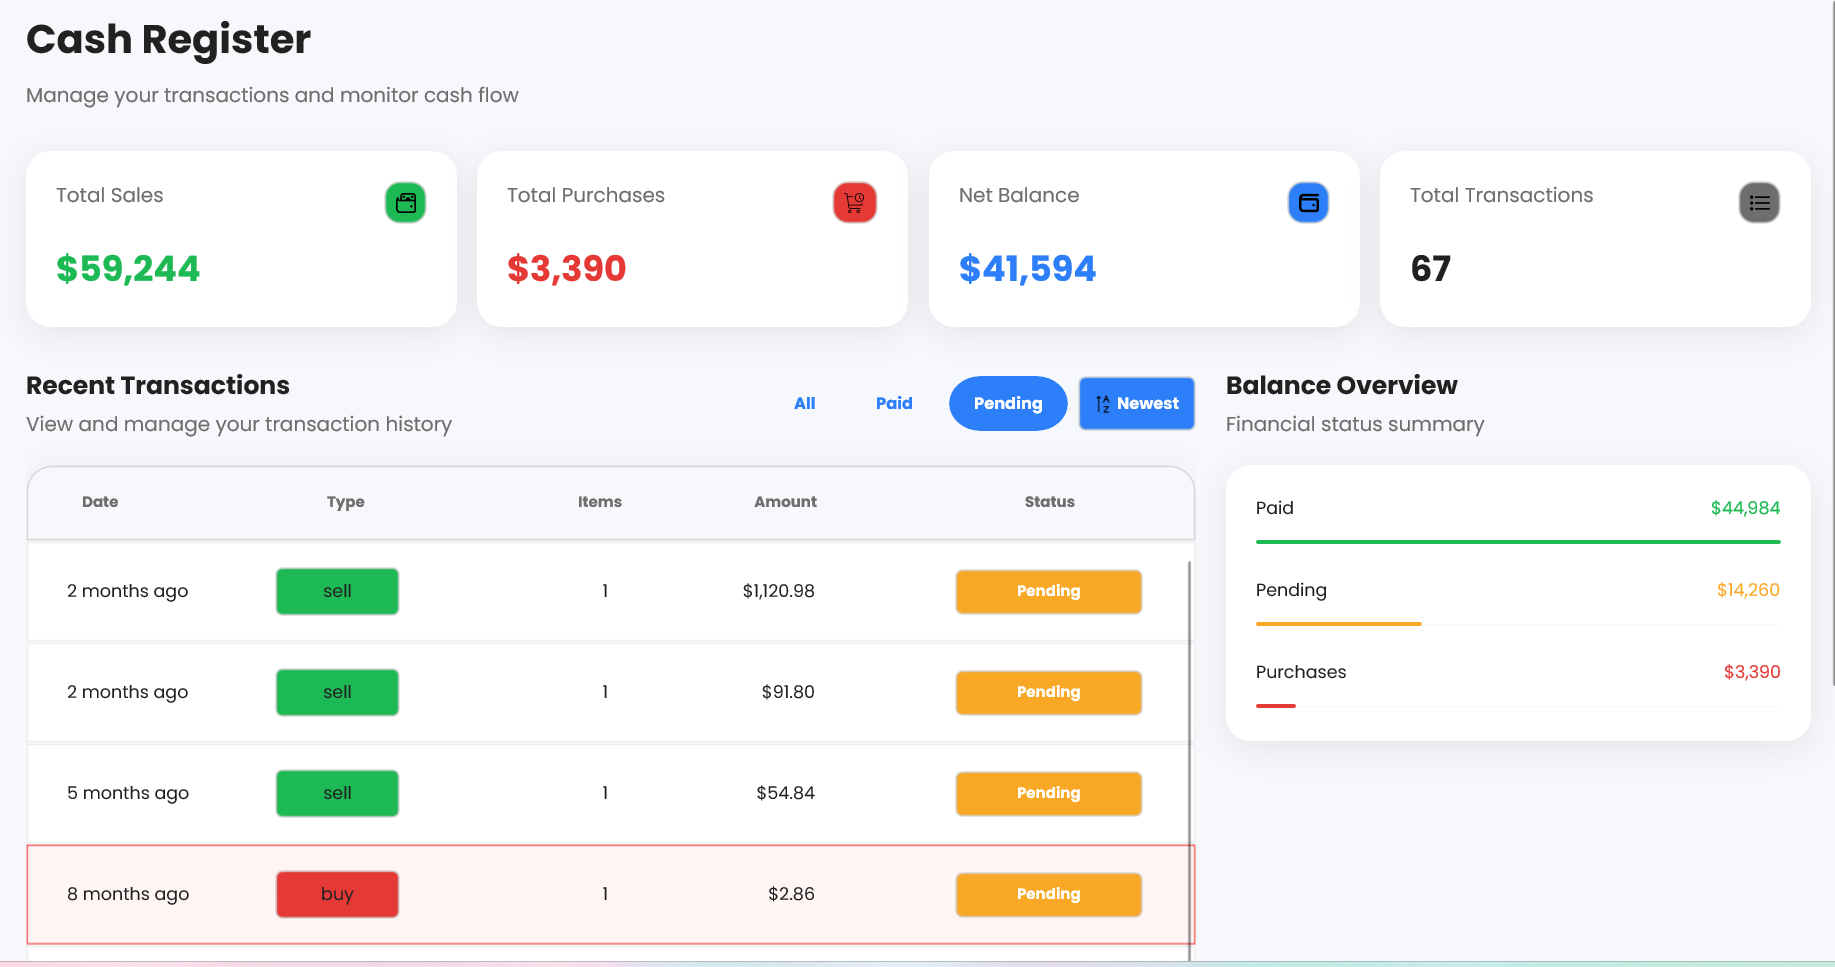 Cash Register
Manage your transactions and monitor cash flow
Total Sales
$59,244
Total Purchases
$3,390
Net Balance
$41,594
Total Transactions
67
Recent Transactions
View and manage your transaction history
All Paid Pending Newest
Date Type Items Amount Status
2 months ago sell 1 $1,120.98 Pending
2 months ago sell 1 $91.80 Pending
5 months ago sell 1 $54.84 Pending
8 months ago buy 1 $2.86 Pending
Balance Overview
Financial status summary
Paid $44,984
Pending $14,260
Purchases $3,390